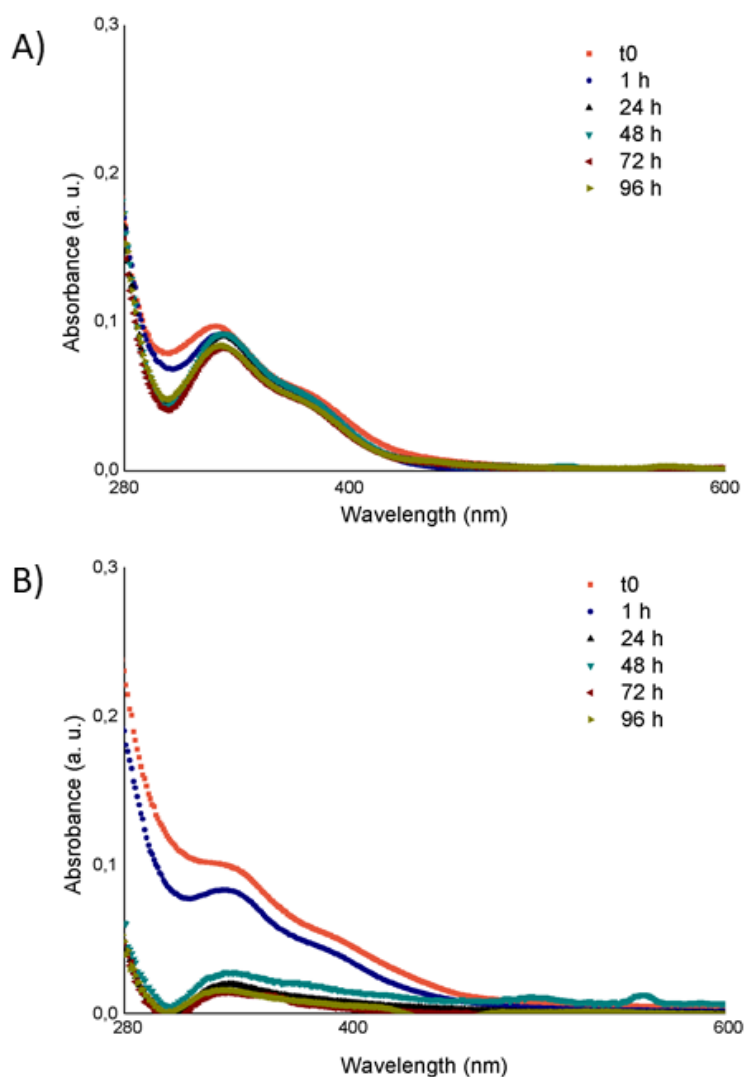 A)
0,3
0,2
0,1
0,0
Absorbance (a. u.)
280
400
600
Wavelength (nm)
t0
1 h
24 h
48 h
72 h
96 h
B)
0,3
0,2
0,1
0,0
Absrobance (a. u.)
280
400
600
Wavelength (nm)
t0
1 h
24 h
48 h
72 h
96 h